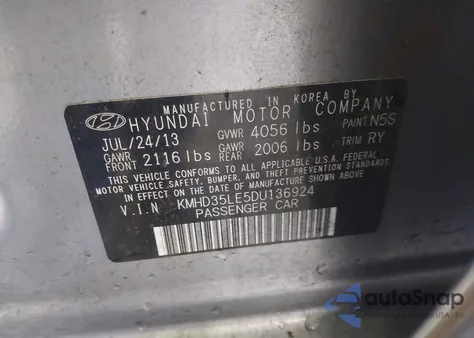 MANUFACTURED IN KOREA BY
HYUNDAI MOTOR COMPANY
JUL/24/13 GVWR 4056 lbs PAINT N5S
GAWR FRONT 2116 lbs GAWR REAR 2006 lbs TRIM RY
THIS VEHICLE CONFORMS TO ALL APPLICABLE U.S.A. FEDERAL
MOTOR VEHICLE SAFETY, BUMPER, AND THEFT PREVENTION STANDARDS
IN EFFECT ON THE DATE OF MANUFACTURE SHOWN ABOVE.
V.I.N KMHD35LE5DU136924
PASSENGER CAR
autoSnap